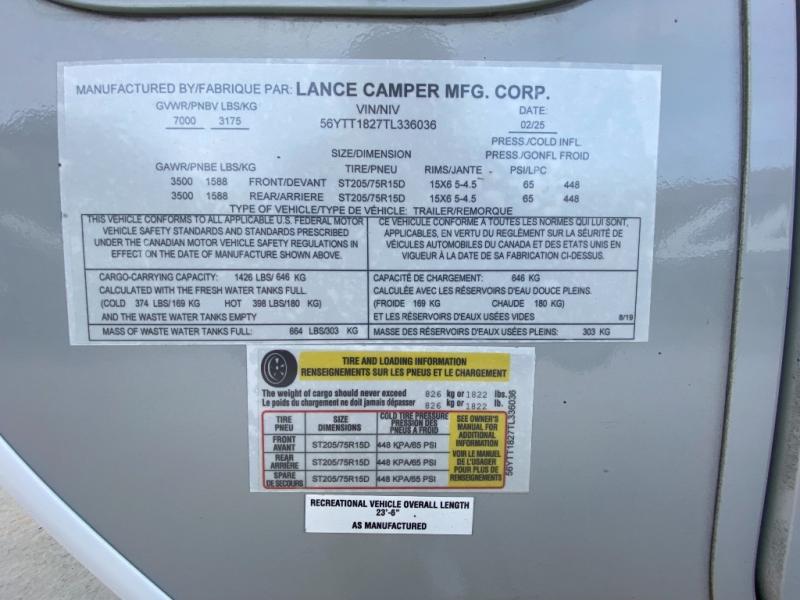 MANUFACTURED BY/FABRIQUE PAR: LANCE CAMPER MFG. CORP.
GVWR/PNBV LBS/KG VIN/NIV DATE:
7000 3175 56YTT1827TL336036 02/25
PRESS./COLD INFL.
SIZE/DIMENSION PRESS./GONFL FROID
GAWR/PNBE LBS/KG TIRE/PNEU RIMS/JANTE PSI/LPC
3500 1588 FRONT/DEVANT ST205/75R15D 15X6 5-4.5 65 448
3500 1588 REAR/ARRIERE ST205/75R15D 15X6 5-4.5 65 448
TYPE OF VEHICLE/TYPE DE VÉHICLE: TRAILER/REMORQUE
THIS VEHICLE CONFORMS TO ALL APPLICABLE U.S. FEDERAL MOTOR
VEHICLE SAFETY STANDARDS AND STANDARDS PRESCRIBED
UNDER THE CANADIAN MOTOR VEHICLE SAFETY REGULATIONS IN
EFFECT ON THE DATE OF MANUFACTURE SHOWN ABOVE.
CE VEHICULE CONFORME A TOUTES LES NORMES QUI LUI SONT,
APPLICABLES, EN VERTU DU REGLEMENT SUR LA SÉURITÉ DE
VÉICULES AUTOMOBILES DU CANADA ET DES ETATS UNIS EN
VIGUEUR À LA DATE DE SA FABRICATION CI-DESSUS.
CARGO-CARRYING CAPACITY: 1426 LBS/ 646 KG
CALCULATED WITH THE FRESH WATER TANKS FULL.
(COLD 374 LBS/169 KG HOT 398 LBS/180 KG)
AND THE WASTE WATER TANKS EMPTY
CAPACITÉ DE CHARGEMENT: 646 KG
CALCULÉE AVEC LES RÉSERVOIRS D'EAU DOUCE PLEINS.
(FROIDE 169 KG CHAUDE 180 KG)
ET LES RÉSERVOIRS D'EAUX USÉES VIDES 8/19
MASS OF WASTE WATER TANKS FULL: 664 LBS/303 KG
MASSE DES RÉSERVOIRS D'EAUX USÉES PLEINS: 303 KG
TIRE AND LOADING INFORMATION
RENSEIGNEMENTS SUR LES PNEUS ET LE CHARGEMENT
The weight of cargo should never exceed 826 kg or 1822 lbs.
Le poids du chargement ne doit jamais dépasser 826 kg or 1822 lb.
TIRE PNEU SIZE DIMENSIONS COLD TIRE PRESSURE PRESSION DES PNEUS A FROID
FRONT AVANT ST205/75R15D 448 KPA/65 PSI
REAR ARRIÈRE ST205/75R15D 448 KPA/65 PSI
SPARE DE SECOURS ST205/75R15D 448 KPA/65 PSI
SEE OWNER'S
MANUAL FOR
ADDITIONAL
INFORMATION
VOIR LE MANUEL
DE L'USAGER
POUR PLUS DE
RENSEIGNEMENTS
56YTT1827TL336036
RECREATIONAL VEHICLE OVERALL LENGTH
23'-6"
AS MANUFACTURED